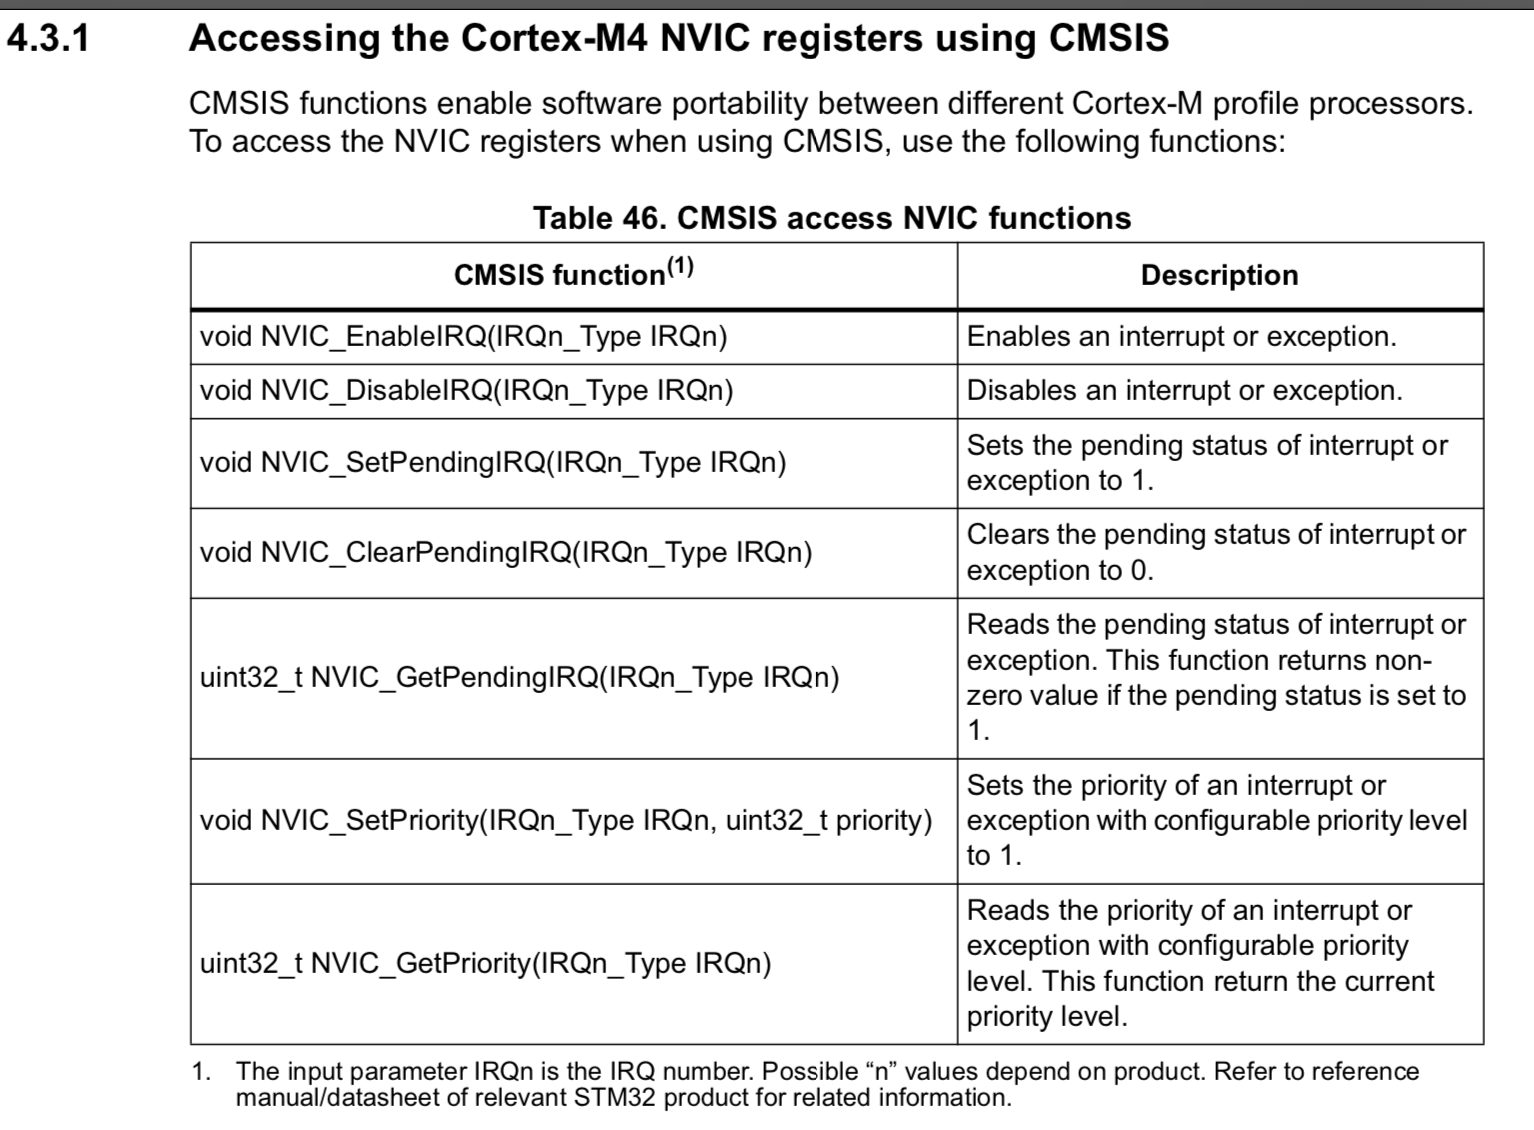 4.3.1 Accessing the Cortex-M4 NVIC registers using CMSIS
CMSIS functions enable software portability between different Cortex-M profile processors.
To access the NVIC registers when using CMSIS, use the following functions:
Table 46. CMSIS access NVIC functions
CMSIS function(1) Description
void NVIC_EnableIRQ(IRQn_Type IRQn) Enables an interrupt or exception.
void NVIC_DisableIRQ(IRQn_Type IRQn) Disables an interrupt or exception.
void NVIC_SetPendingIRQ(IRQn_Type IRQn)
Sets the pending status of interrupt or
exception to 1.
void NVIC_ClearPendingIRQ(IRQn_Type IRQn)
Clears the pending status of interrupt or
exception to 0.
uint32_t NVIC_GetPendingIRQ(IRQn_Type IRQn)
Reads the pending status of interrupt or
exception. This function returns non-
zero value if the pending status is set to
1.
void NVIC_SetPriority(IRQn_Type IRQn, uint32_t priority)
Sets the priority of an interrupt or
exception with configurable priority level
to 1.
uint32_t NVIC_GetPriority(IRQn_Type IRQn)
Reads the priority of an interrupt or
exception with configurable priority
level. This function return the current
priority level.
1. The input parameter IRQn is the IRQ number. Possible “n” values depend on product. Refer to reference
manual/datasheet of relevant STM32 product for related information.